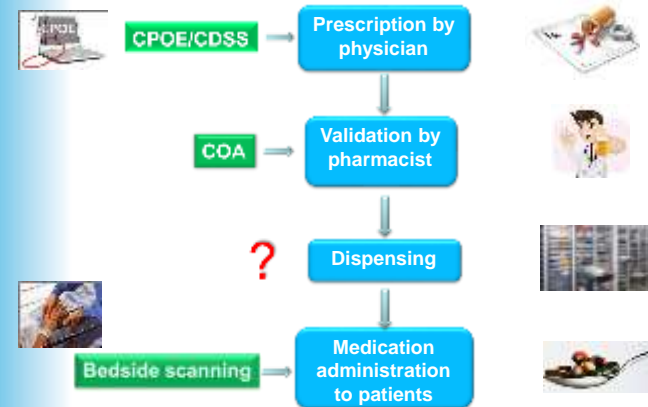 CPOE
CPOE/CDSS
Prescription by
physician
COA
Validation by
pharmacist
?
Dispensing
Bedside scanning
Medication
administration
to patients